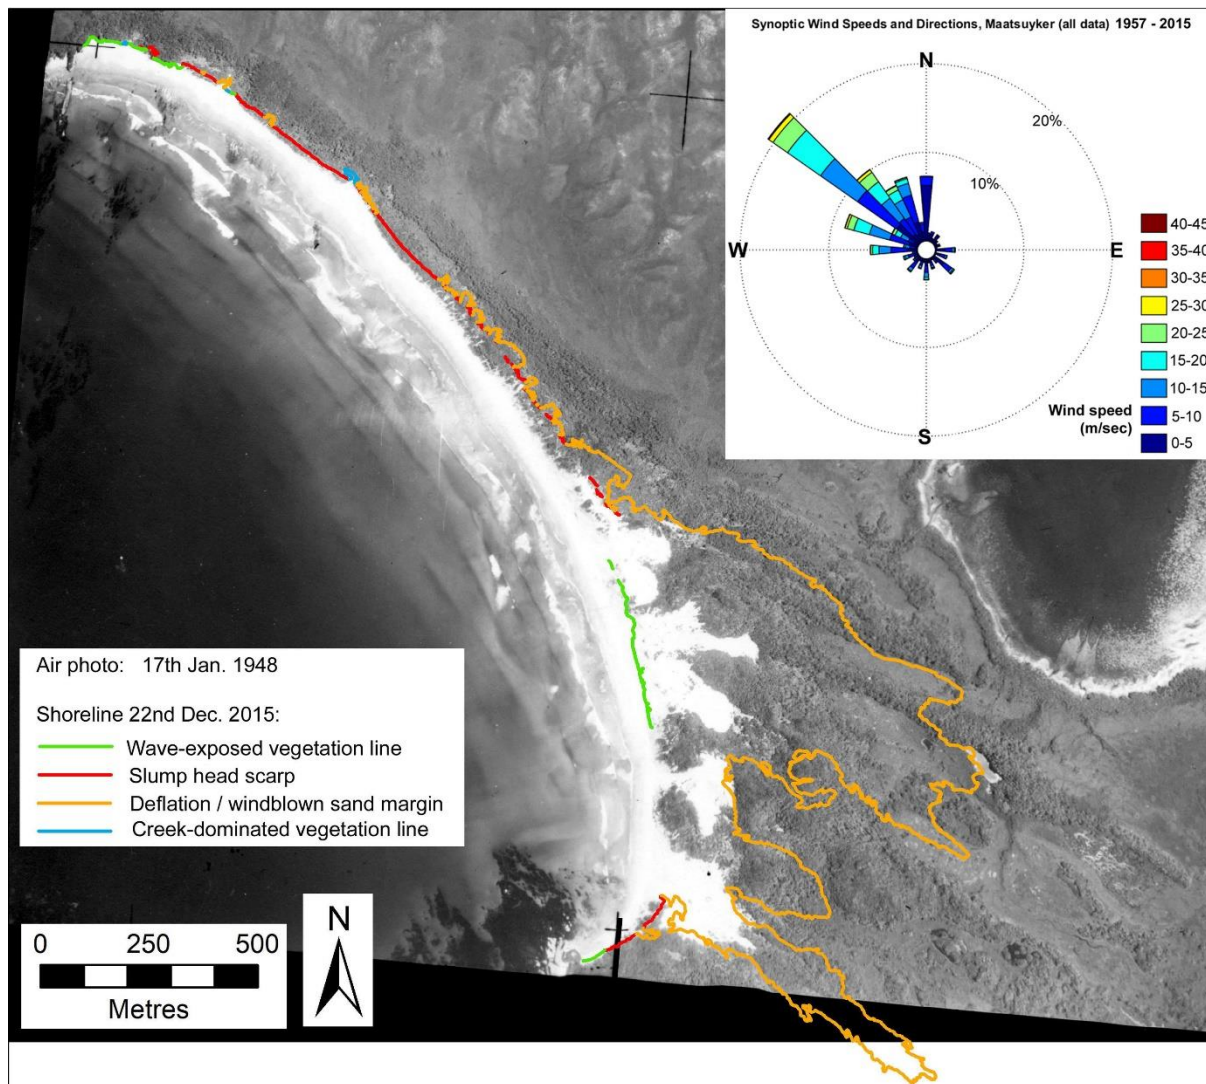 Synoptic Wind Speeds and Directions, Maatsuyker (all data) 1957 - 2015
N
20%
10%
W
E
S
Wind speed
(m/sec)
40-45
35-40
30-35
25-30
20-25
15-20
10-15
5-10
0-5
Air photo: 17th Jan. 1948
Shoreline 22nd Dec. 2015:
Wave-exposed vegetation line
Slump head scarp
Deflation / windblown sand margin
Creek-dominated vegetation line
0 250 500
Metres
N